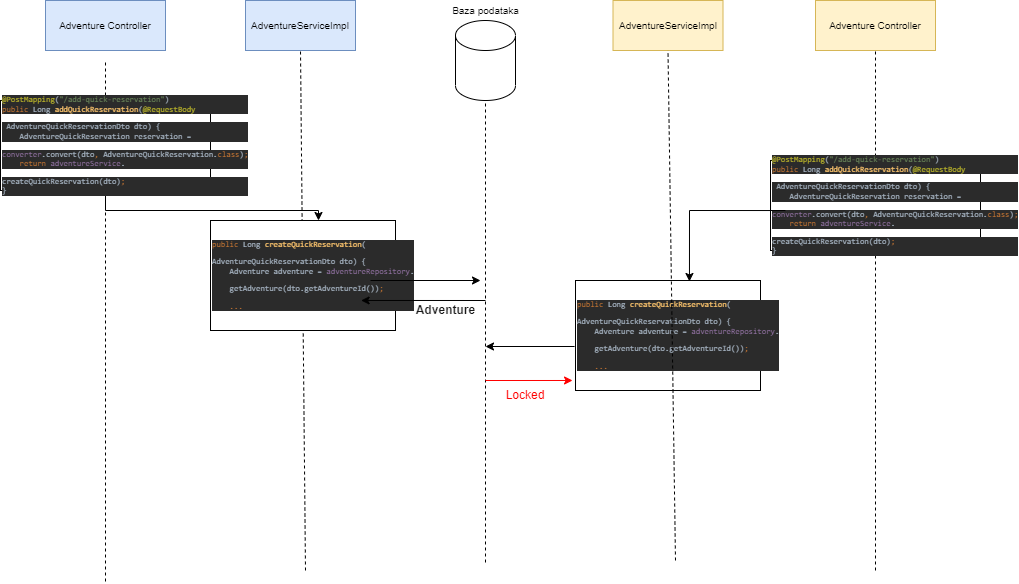 Adventure Controller
AdventureServiceImpl
Baza podataka
AdventureServiceImpl
Adventure Controller
@PostMapping("/add-quick-reservation")
public Long addQuickReservation(@RequestBody
AdventureQuickReservationDto dto) {
AdventureQuickReservation reservation =
converter.convert(dto, AdventureQuickReservation.class);
return adventureService.
createQuickReservation(dto);
}
@PostMapping("/add-quick-reservation")
public Long addQuickReservation(@RequestBody
AdventureQuickReservationDto dto) {
AdventureQuickReservation reservation =
converter.convert(dto, AdventureQuickReservation.class);
return adventureService.
createQuickReservation(dto);
}
public Long createQuickReservation(
AdventureQuickReservationDto dto) {
Adventure adventure = adventureRepository.
getAdventure(dto.getAdventureId());
...
Adventure
public Long createQuickReservation(
AdventureQuickReservationDto dto) {
Adventure adventure = adventureRepository.
getAdventure(dto.getAdventureId());
...
Locked